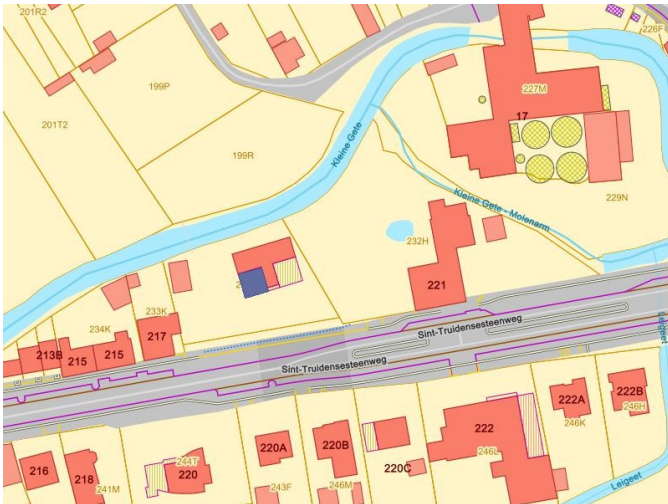 201R2
226F
199P
227M
17
201T2
199R
Kleine Gete
229N
Kleine Gete - Molenarm
232H
221
233K
234K
217
213B
215
215
Sint-Truidensesteenweg
Sint-Truidensesteenweg
Leigeet
222A
222B
246H
246K
222
246L
220A
220B
220C
244T
220
216
218
241M
243F
246M
Leigeet